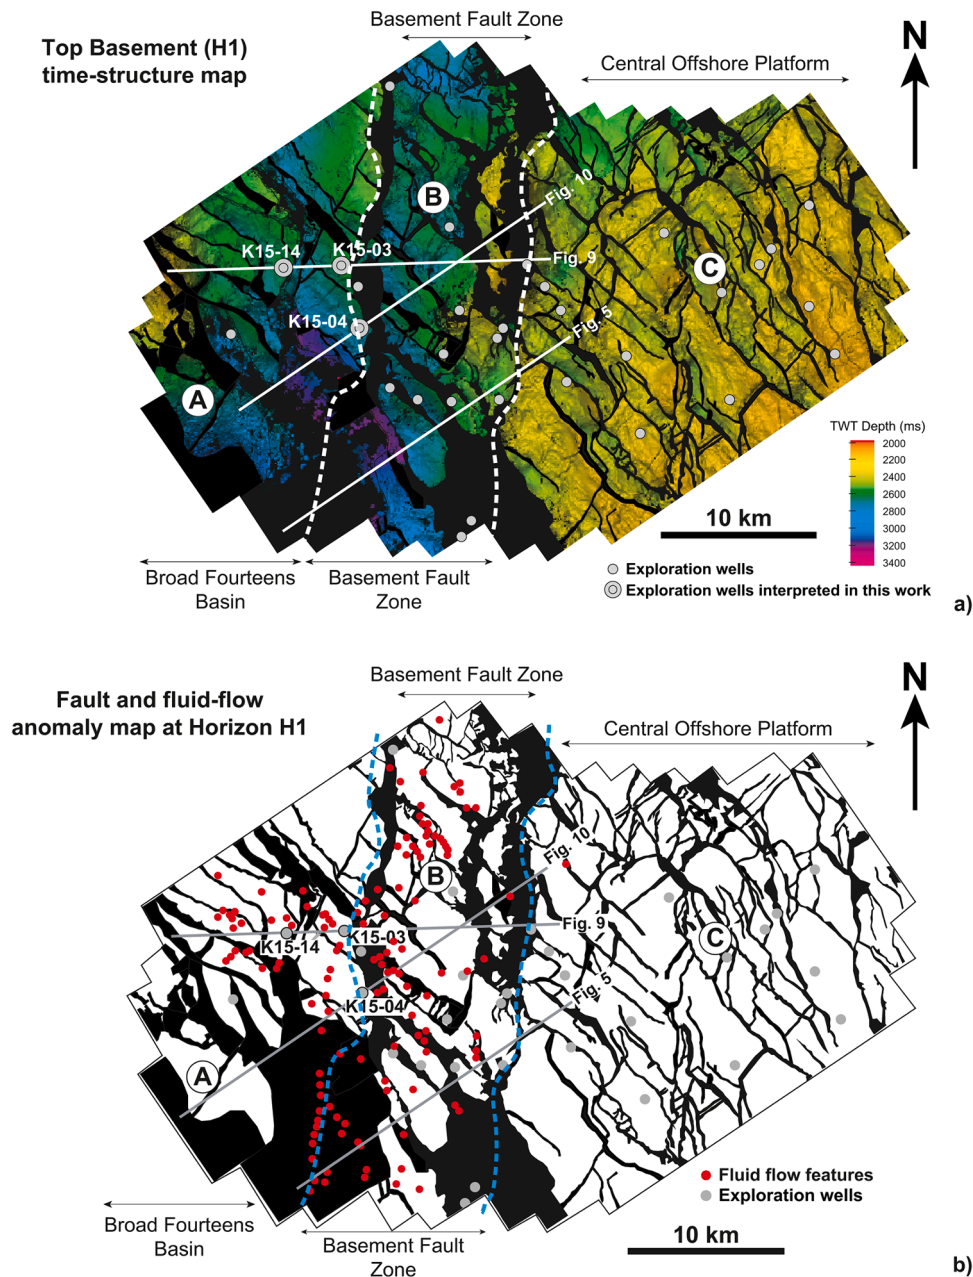 Basement Fault
Zone
N
Top Basement (H1)
time-structure map
Central Offshore Platform
B
Fig. 10
K15-14
K15-03
Fig. 9
C
K15-04
Fig. 5
A
TWT Depth (ms)
2000
2200
2400
2600
2800
3000
3200
3400
10 km
Broad Fourteens
Basin
Basement Fault
Zone
Exploration wells
Exploration wells interpreted in this work
a)
Basement Fault Zone
N
Fault and fluid-flow
anomaly map at Horizon H1
Central Offshore Platform
Fig. 10
B
Fig. 9
K15-14
K15-03
C
Fig. 5
K15-04
A
Fluid flow features
Exploration wells
Broad Fourteens
Basin
Basement Fault
Zone
10 km
b)